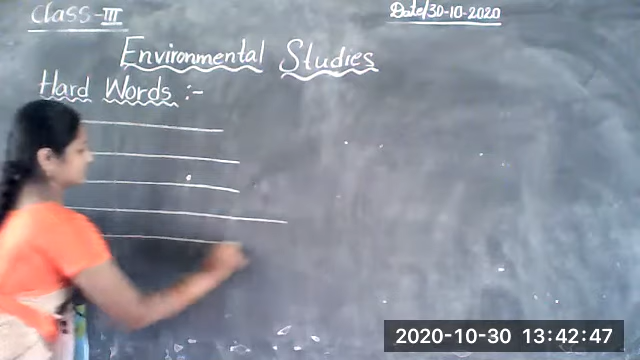 Class-III
Date/30-10-2020
Environmental Studies
Hard Words :-
2020-10-30 13:42:47